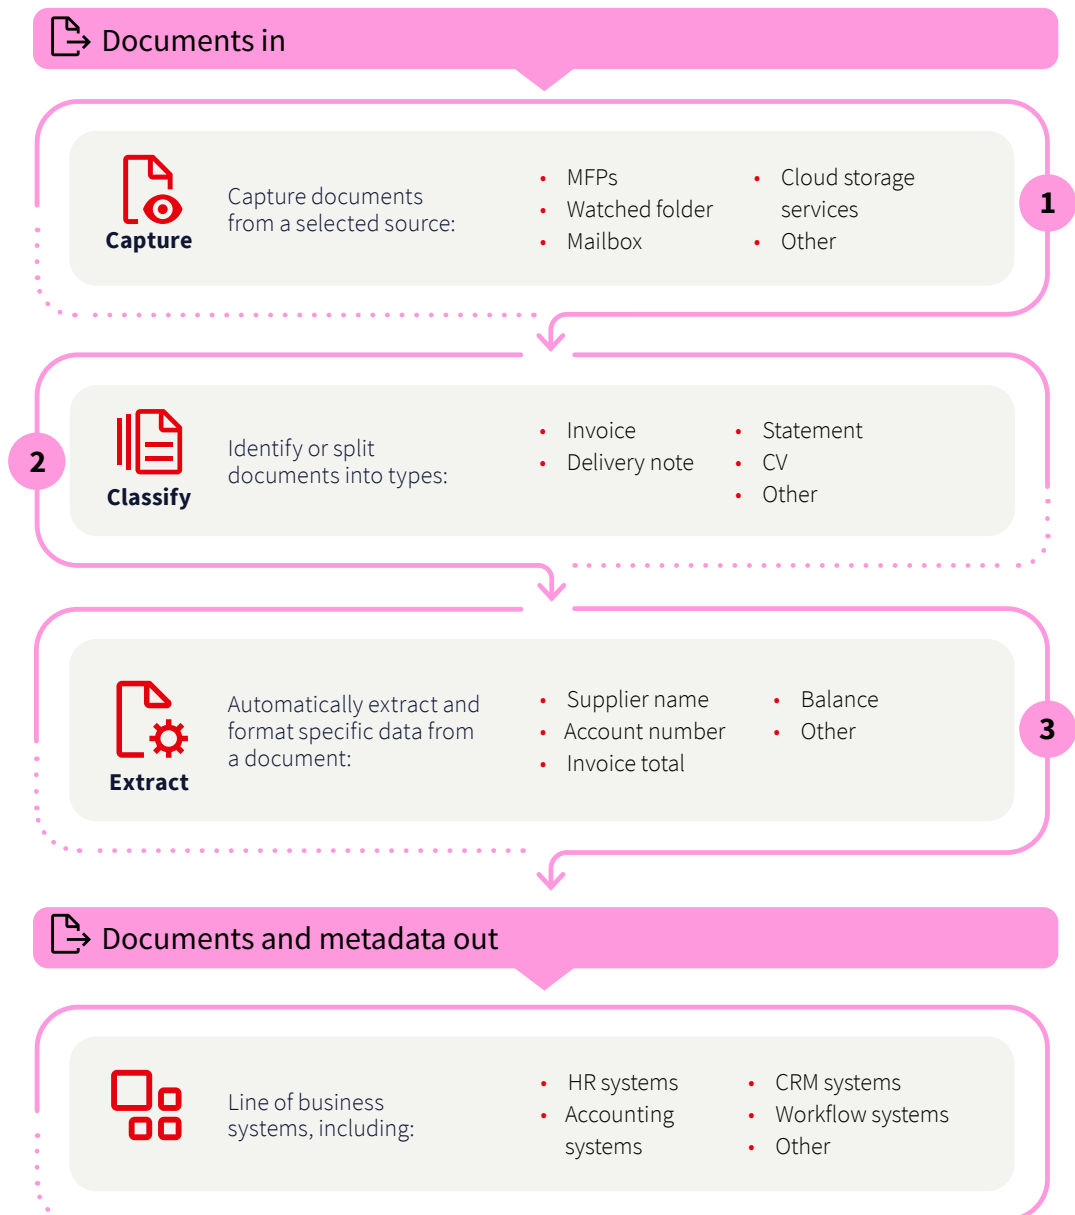 Documents in
Capture
Capture documents
from a selected source:
• MFPs
• Watched folder
• Mailbox
• Cloud storage
services
• Other
1
2
Classify
Identify or split
documents into types:
• Invoice
• Delivery note
• Statement
• CV
• Other
Extract
Automatically extract and
format specific data from
a document:
• Supplier name
• Account number
• Invoice total
• Balance
• Other
3
Documents and metadata out
Line of business
systems, including:
• HR systems
• Accounting
systems
• CRM systems
• Workflow systems
• Other